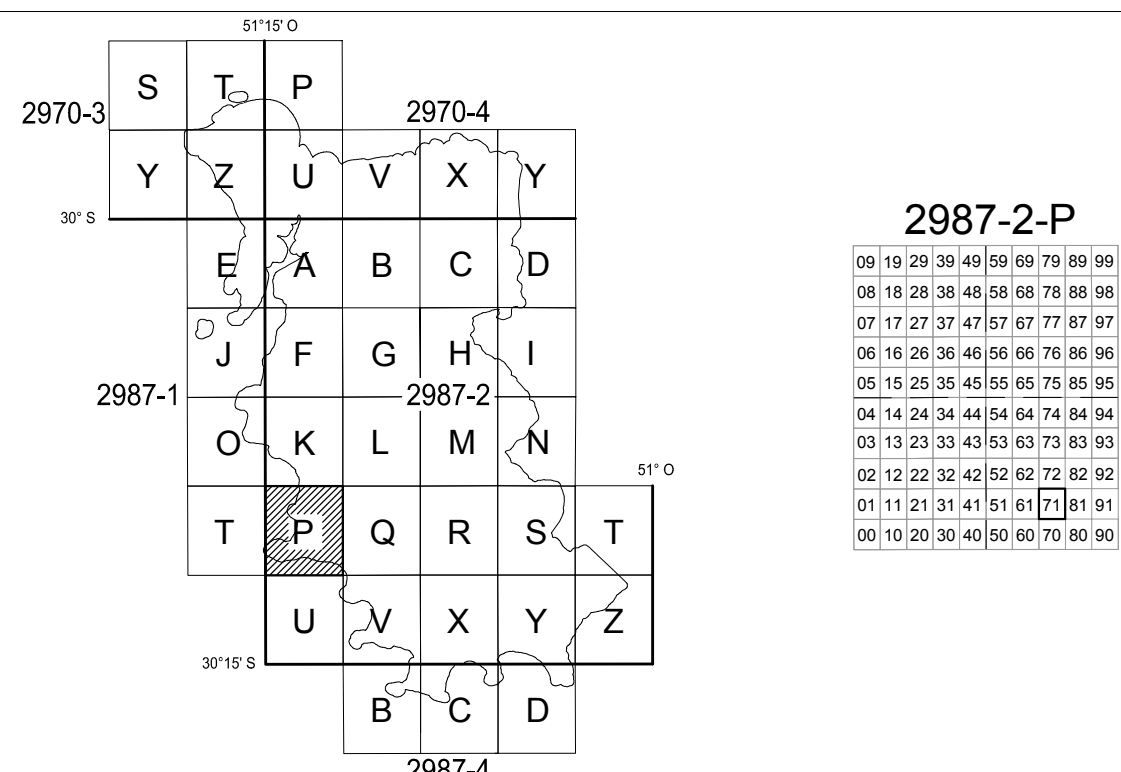 51°15' O
S T P
2970-3 2970-4
Y Z U V X Y
30° S
E A B C D
J F G H I
2987-1 2987-2
O K L M N
51° O
T P Q R S T
U V X Y Z
30°15' S
B C D
2987-4
2987-2-P
09 19 29 39 49 59 69 79 89 99
08 18 28 38 48 58 68 78 88 98
07 17 27 37 47 57 67 77 87 97
06 16 26 36 46 56 66 76 86 96
05 15 25 35 45 55 65 75 85 95
04 14 24 34 44 54 64 74 84 94
03 13 23 33 43 53 63 73 83 93
02 12 22 32 42 52 62 72 82 92
01 11 21 31 41 51 61 71 81 91
00 10 20 30 40 50 60 70 80 90